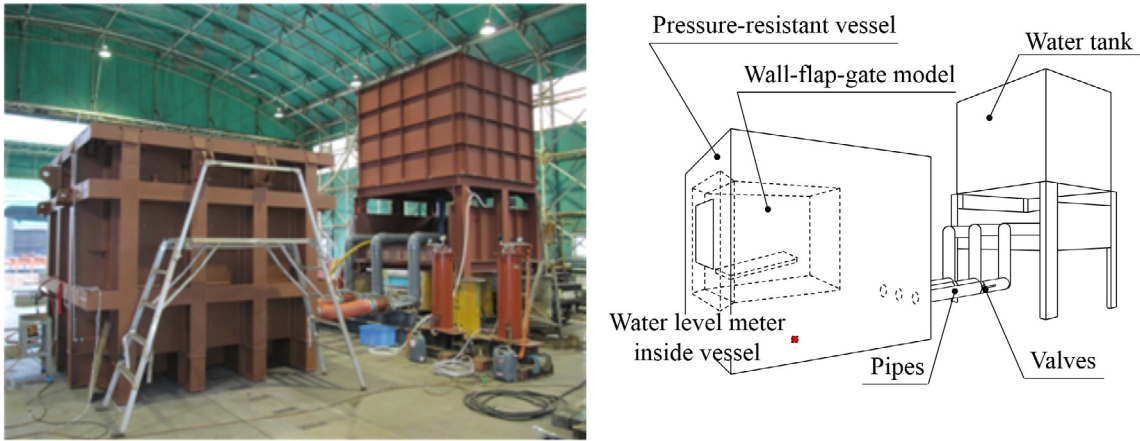 Pressure-resistant vessel
Water tank
Wall-flap-gate model
Water level meter
inside vessel
Pipes
Valves